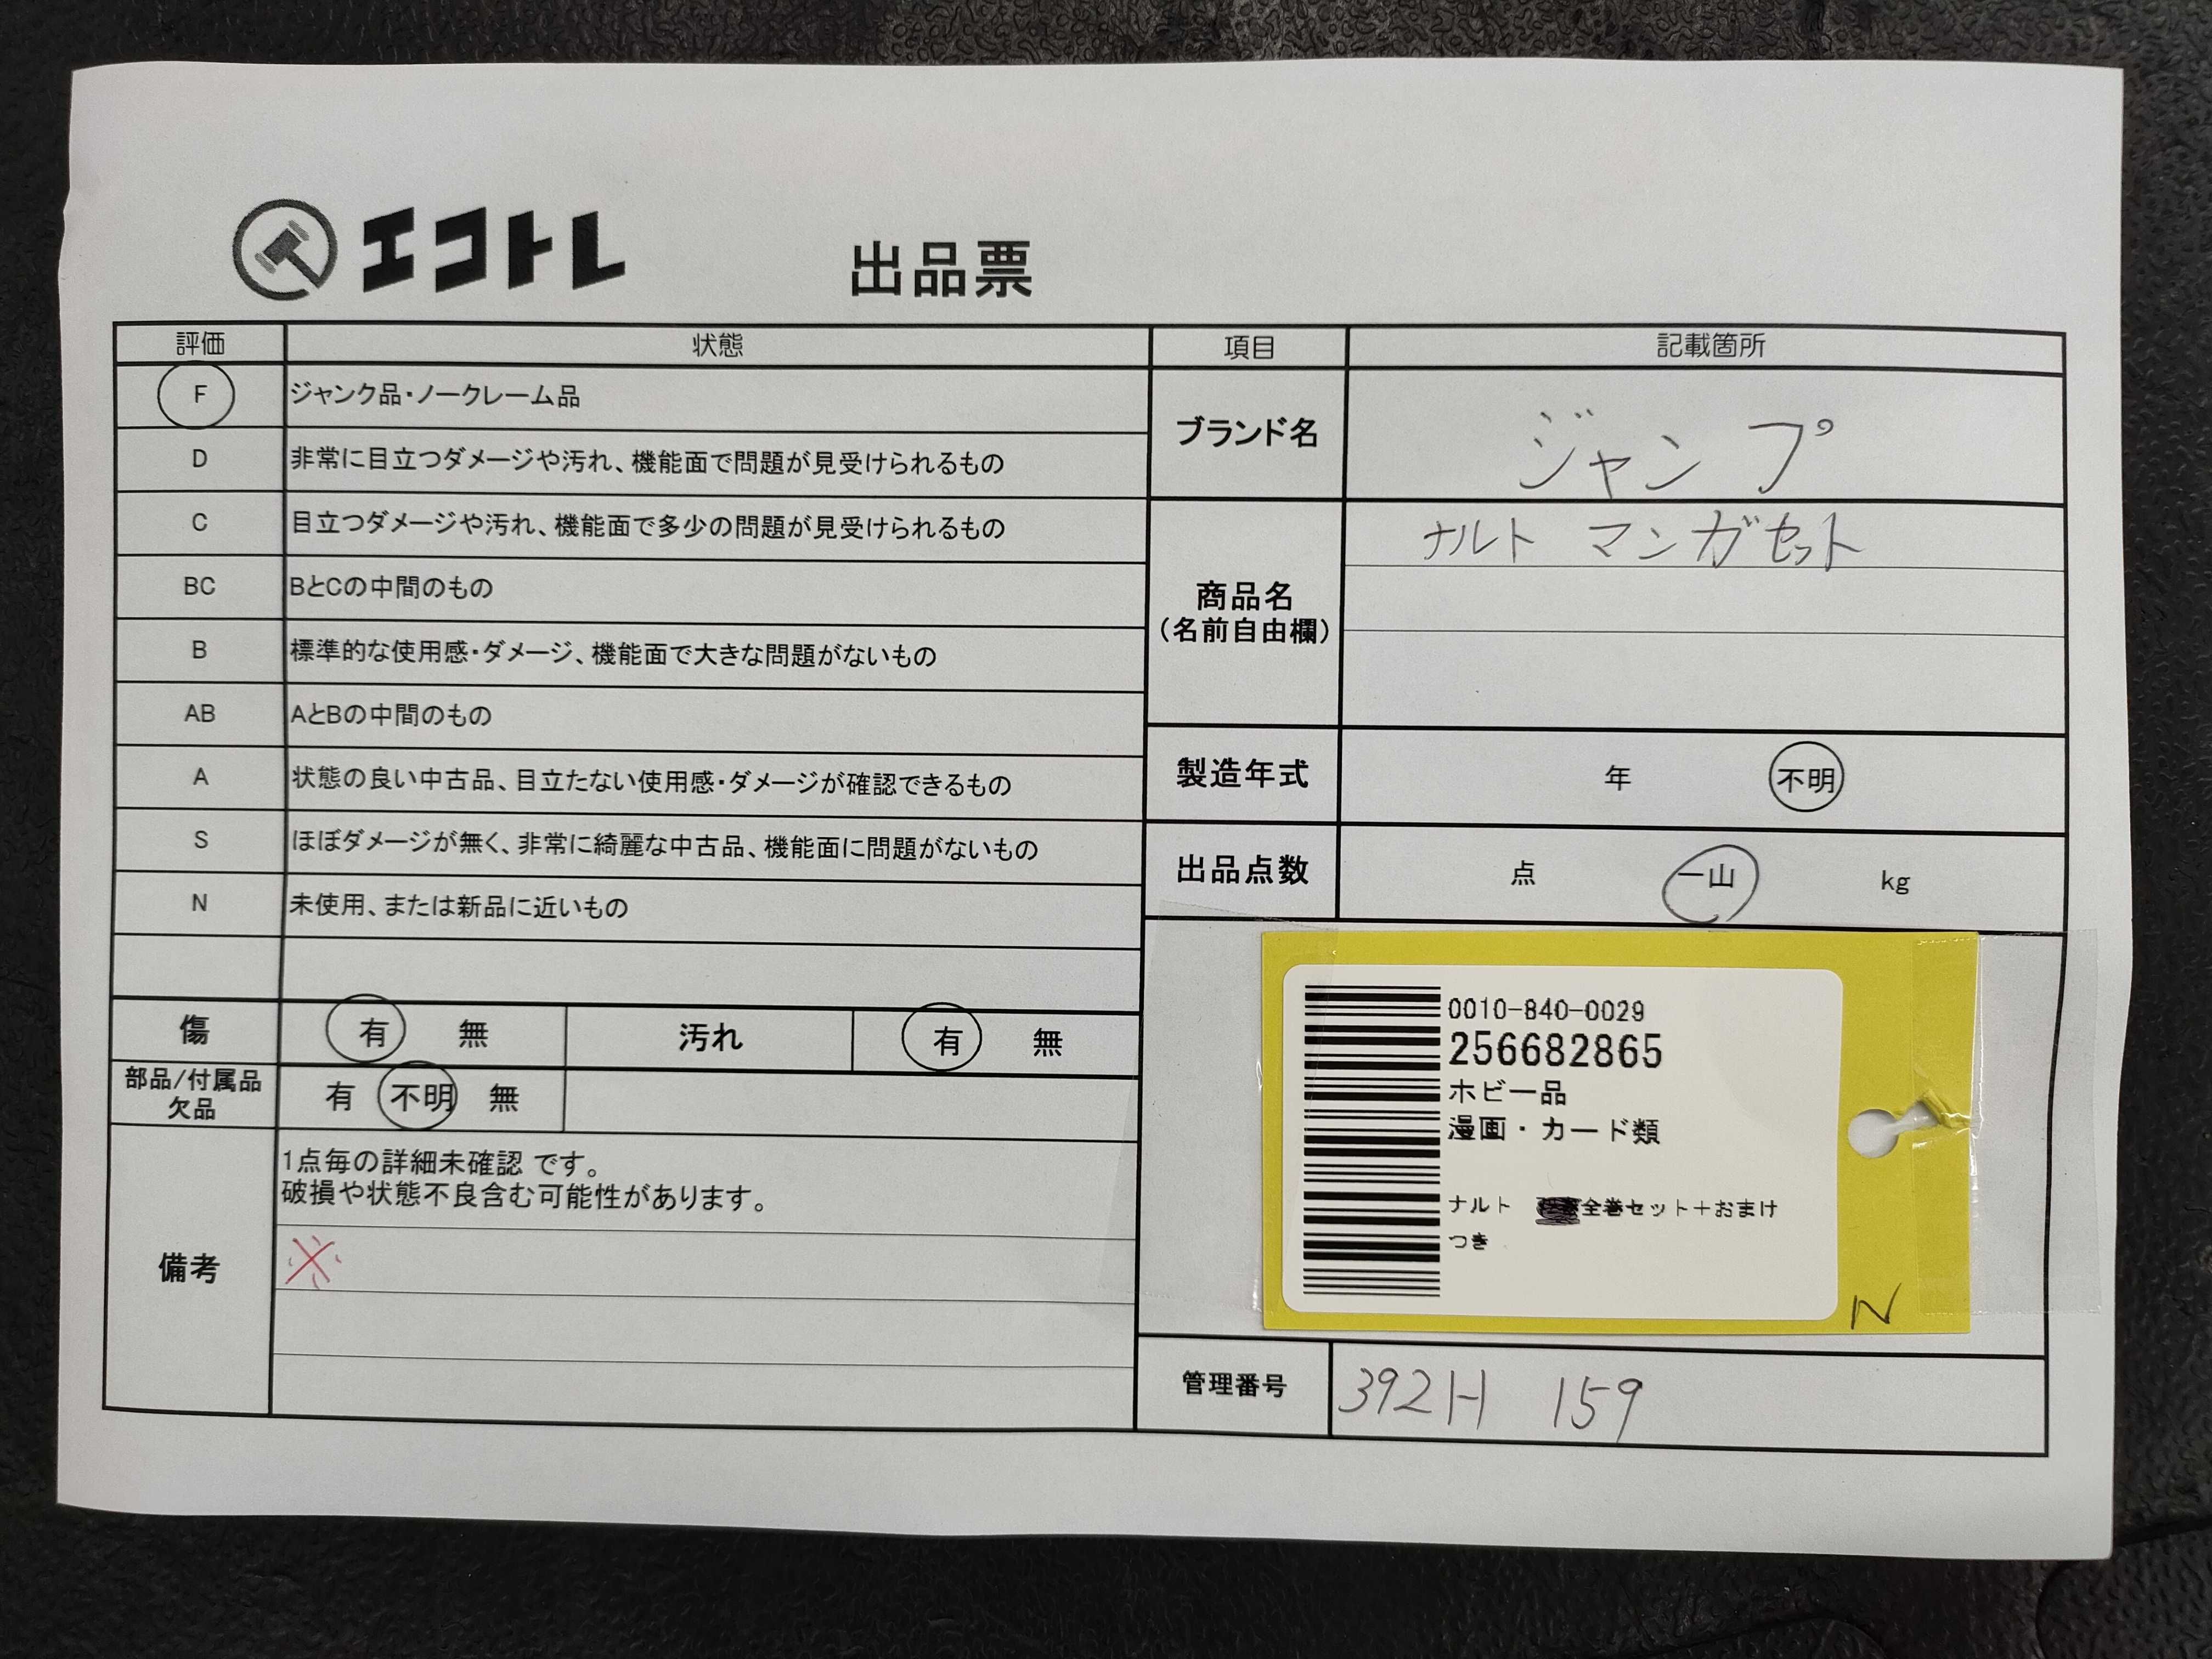 エコトレ
出品票
評価 状態
F ジャンク品・ノークレーム品
D 非常に目立つダメージや汚れ、機能面で問題が見受けられるもの
C 目立つダメージや汚れ、機能面で多少の問題が見受けられるもの
BC BとCの中間のもの
B 標準的な使用感・ダメージ、機能面で大きな問題がないもの
AB AとBの中間のもの
A 状態の良い中古品、目立たない使用感・ダメージが確認できるもの
S ほぼダメージが無く、非常に綺麗な中古品、機能面に問題がないもの
N 未使用、または新品に近いもの
傷 有 無 汚れ 有 無
部品/付属品
欠品
有 不明 無
備考
1点毎の詳細未確認 です。
破損や状態不良含む可能性があります。
※
項目 記載箇所
ブランド名 ジャンプ
商品名
(名前自由欄)
ナルト マンガセット
製造年式 年 不明
出品点数 点 一山 kg
0010-840-0029
256682865
ホビー品
漫画・カード類
ナルト 全巻セット+おまけ
つき
N
管理番号 392H 159